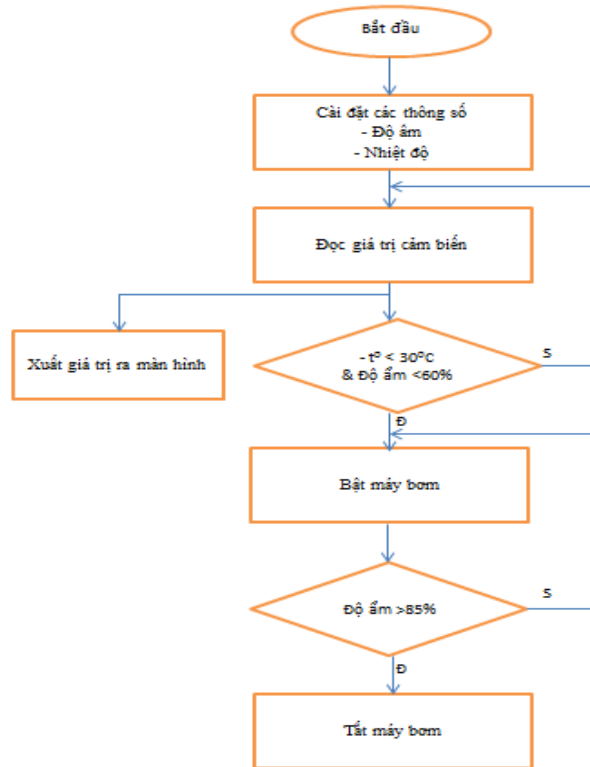 Bắt đầu
Cài đặt các thông số
- Độ ẩm
- Nhiệt độ
Đọc giá trị cảm biến
Xuất giá trị ra màn hình
- tº < 30ºC
& Độ ẩm <60%
S
Đ
Bật máy bơm
Độ ẩm >85%
S
Đ
Tắt máy bơm